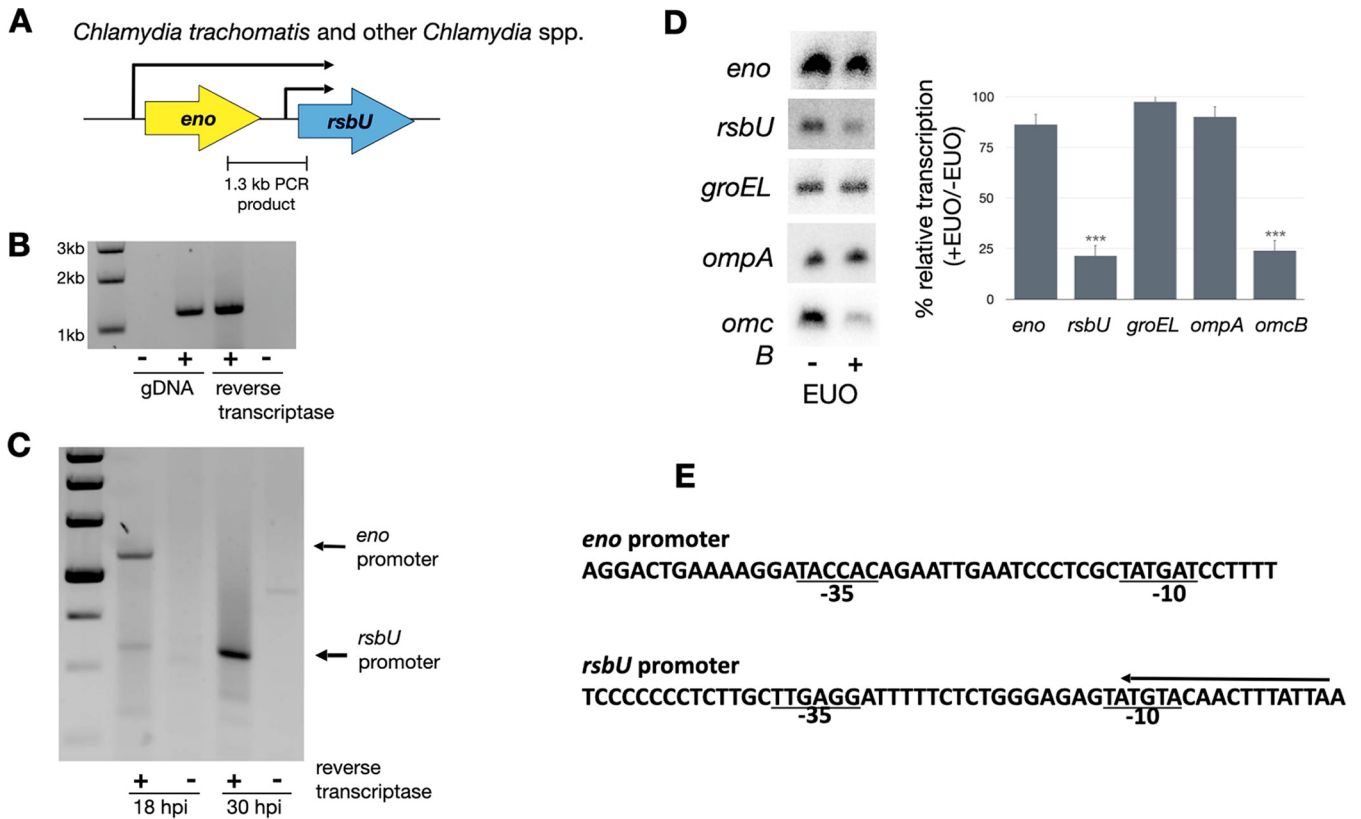 A
Chlamydia trachomatis and other Chlamydia spp.
eno
rsbU
1.3 kb PCR
product
B
3kb
2kb
1kb
- + + -
gDNA
reverse
transcriptase
C
eno
promoter
rsbU
promoter
+ - + -
18 hpi
30 hpi
reverse
transcriptase
D
eno
rsbU
groEL
ompA
omc
B
- +
EUO
% relative transcription
(+EUO/-EUO)
100
75
50
25
0
***
***
eno rsbU groEL ompA omcB
E
eno promoter
AGGACTGAAAAGGATACCACAGAATTGAATCCCTCGCTATGATCCTTTT
-35
-10
rsbU promoter
TCCCCCCCTCTTGCTTGAGGATTTTTCTCTGGGAGAGTATGTACAACTTTATTAA
-35
-10